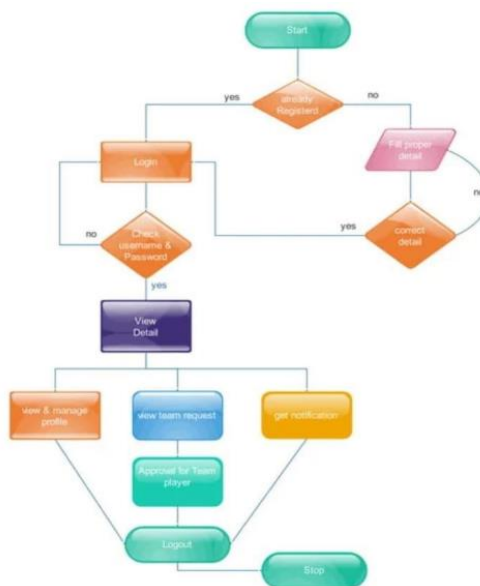 Start
already
Registerd
yes
no
Login
Fill proper
detail
no
Check
username &
Password
yes
correct
detail
yes
View
Detail
view & manage
profile
view team request
get notification
Approval for Team
player
Logout
Stop